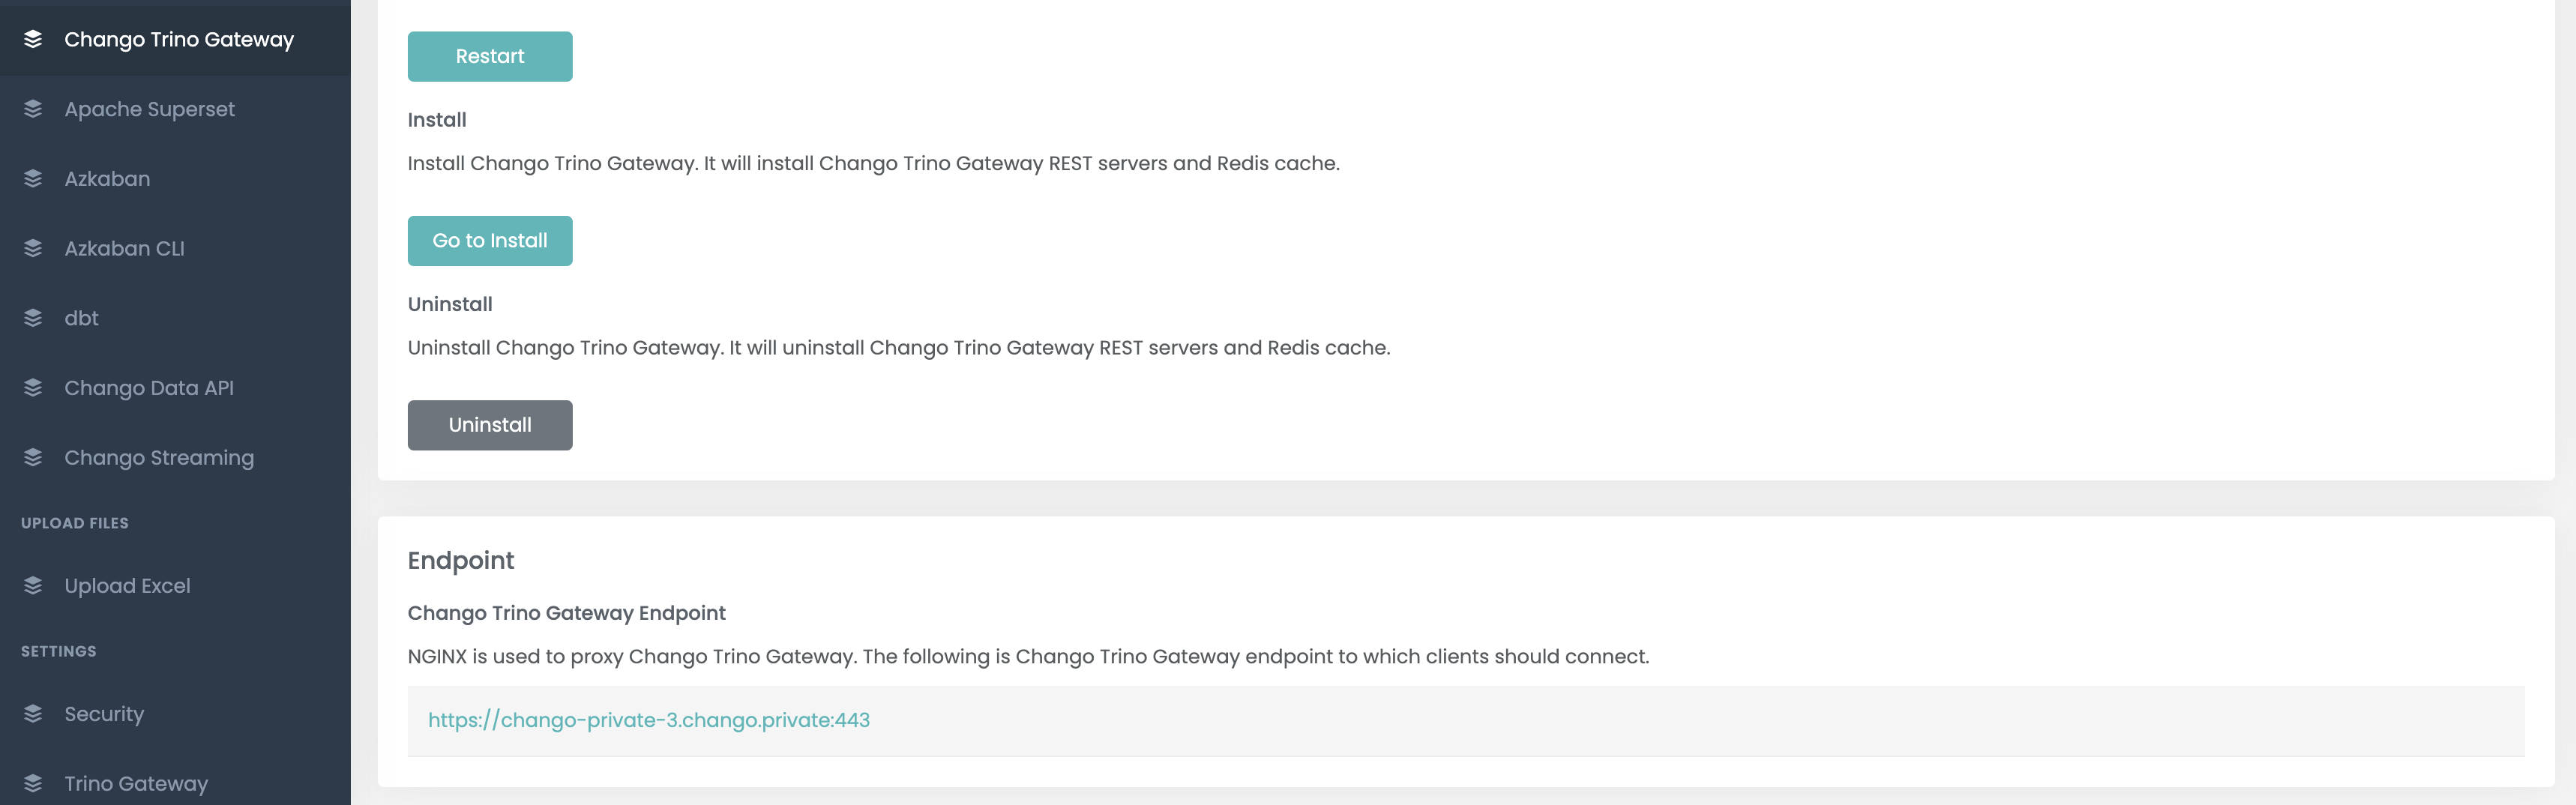 Chango Trino Gateway
Apache Superset
Azkaban
Azkaban CLI
dbt
Chango Data API
Chango Streaming
UPLOAD FILES
Upload Excel
SETTINGS
Security
Trino Gateway
Restart
Install
Install Chango Trino Gateway. It will install Chango Trino Gateway REST servers and Redis cache.
Go to Install
Uninstall
Uninstall Chango Trino Gateway. It will uninstall Chango Trino Gateway REST servers and Redis cache.
Uninstall
Endpoint
Chango Trino Gateway Endpoint
NGINX is used to proxy Chango Trino Gateway. The following is Chango Trino Gateway endpoint to which clients should connect.
https://chango-private-3.chango.private:443